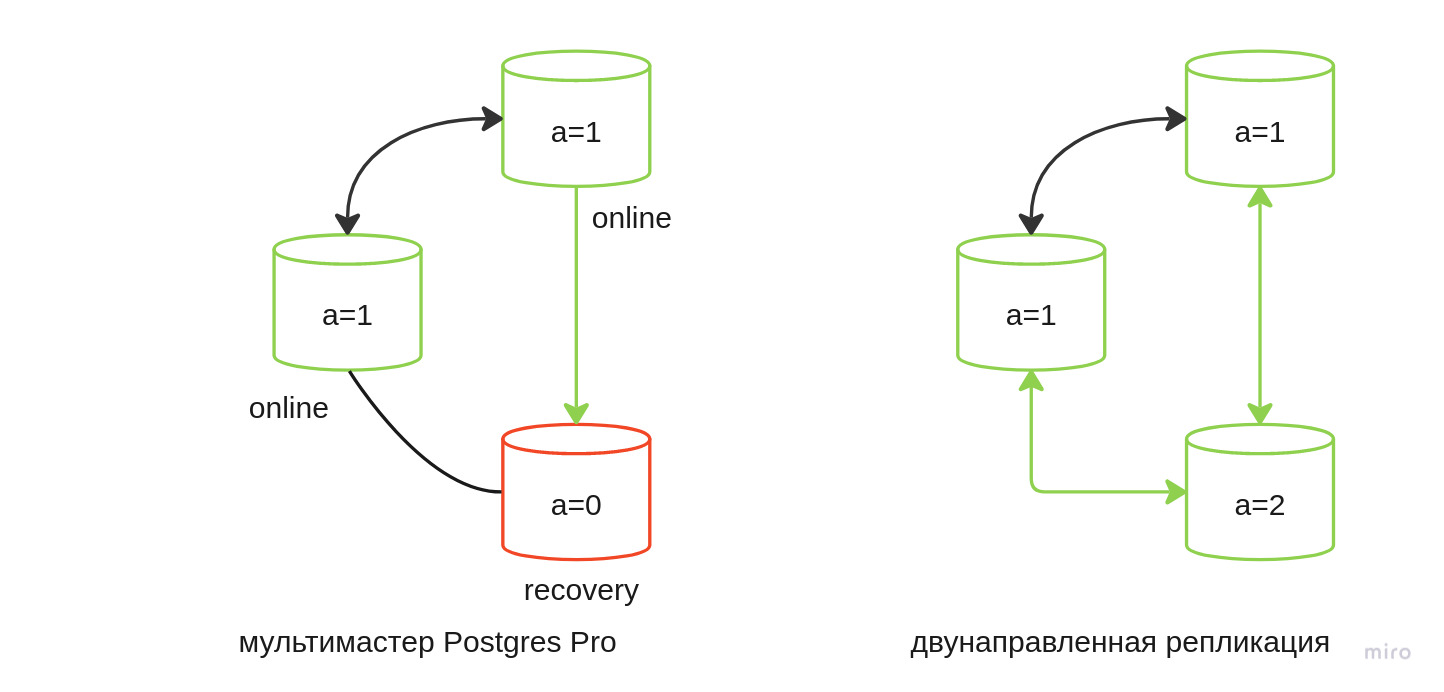 a=1
online
a=1
online
a=0
recovery
мультимастер Postgres Pro
a=1
a=1
a=2
двунаправленная репликация
miro